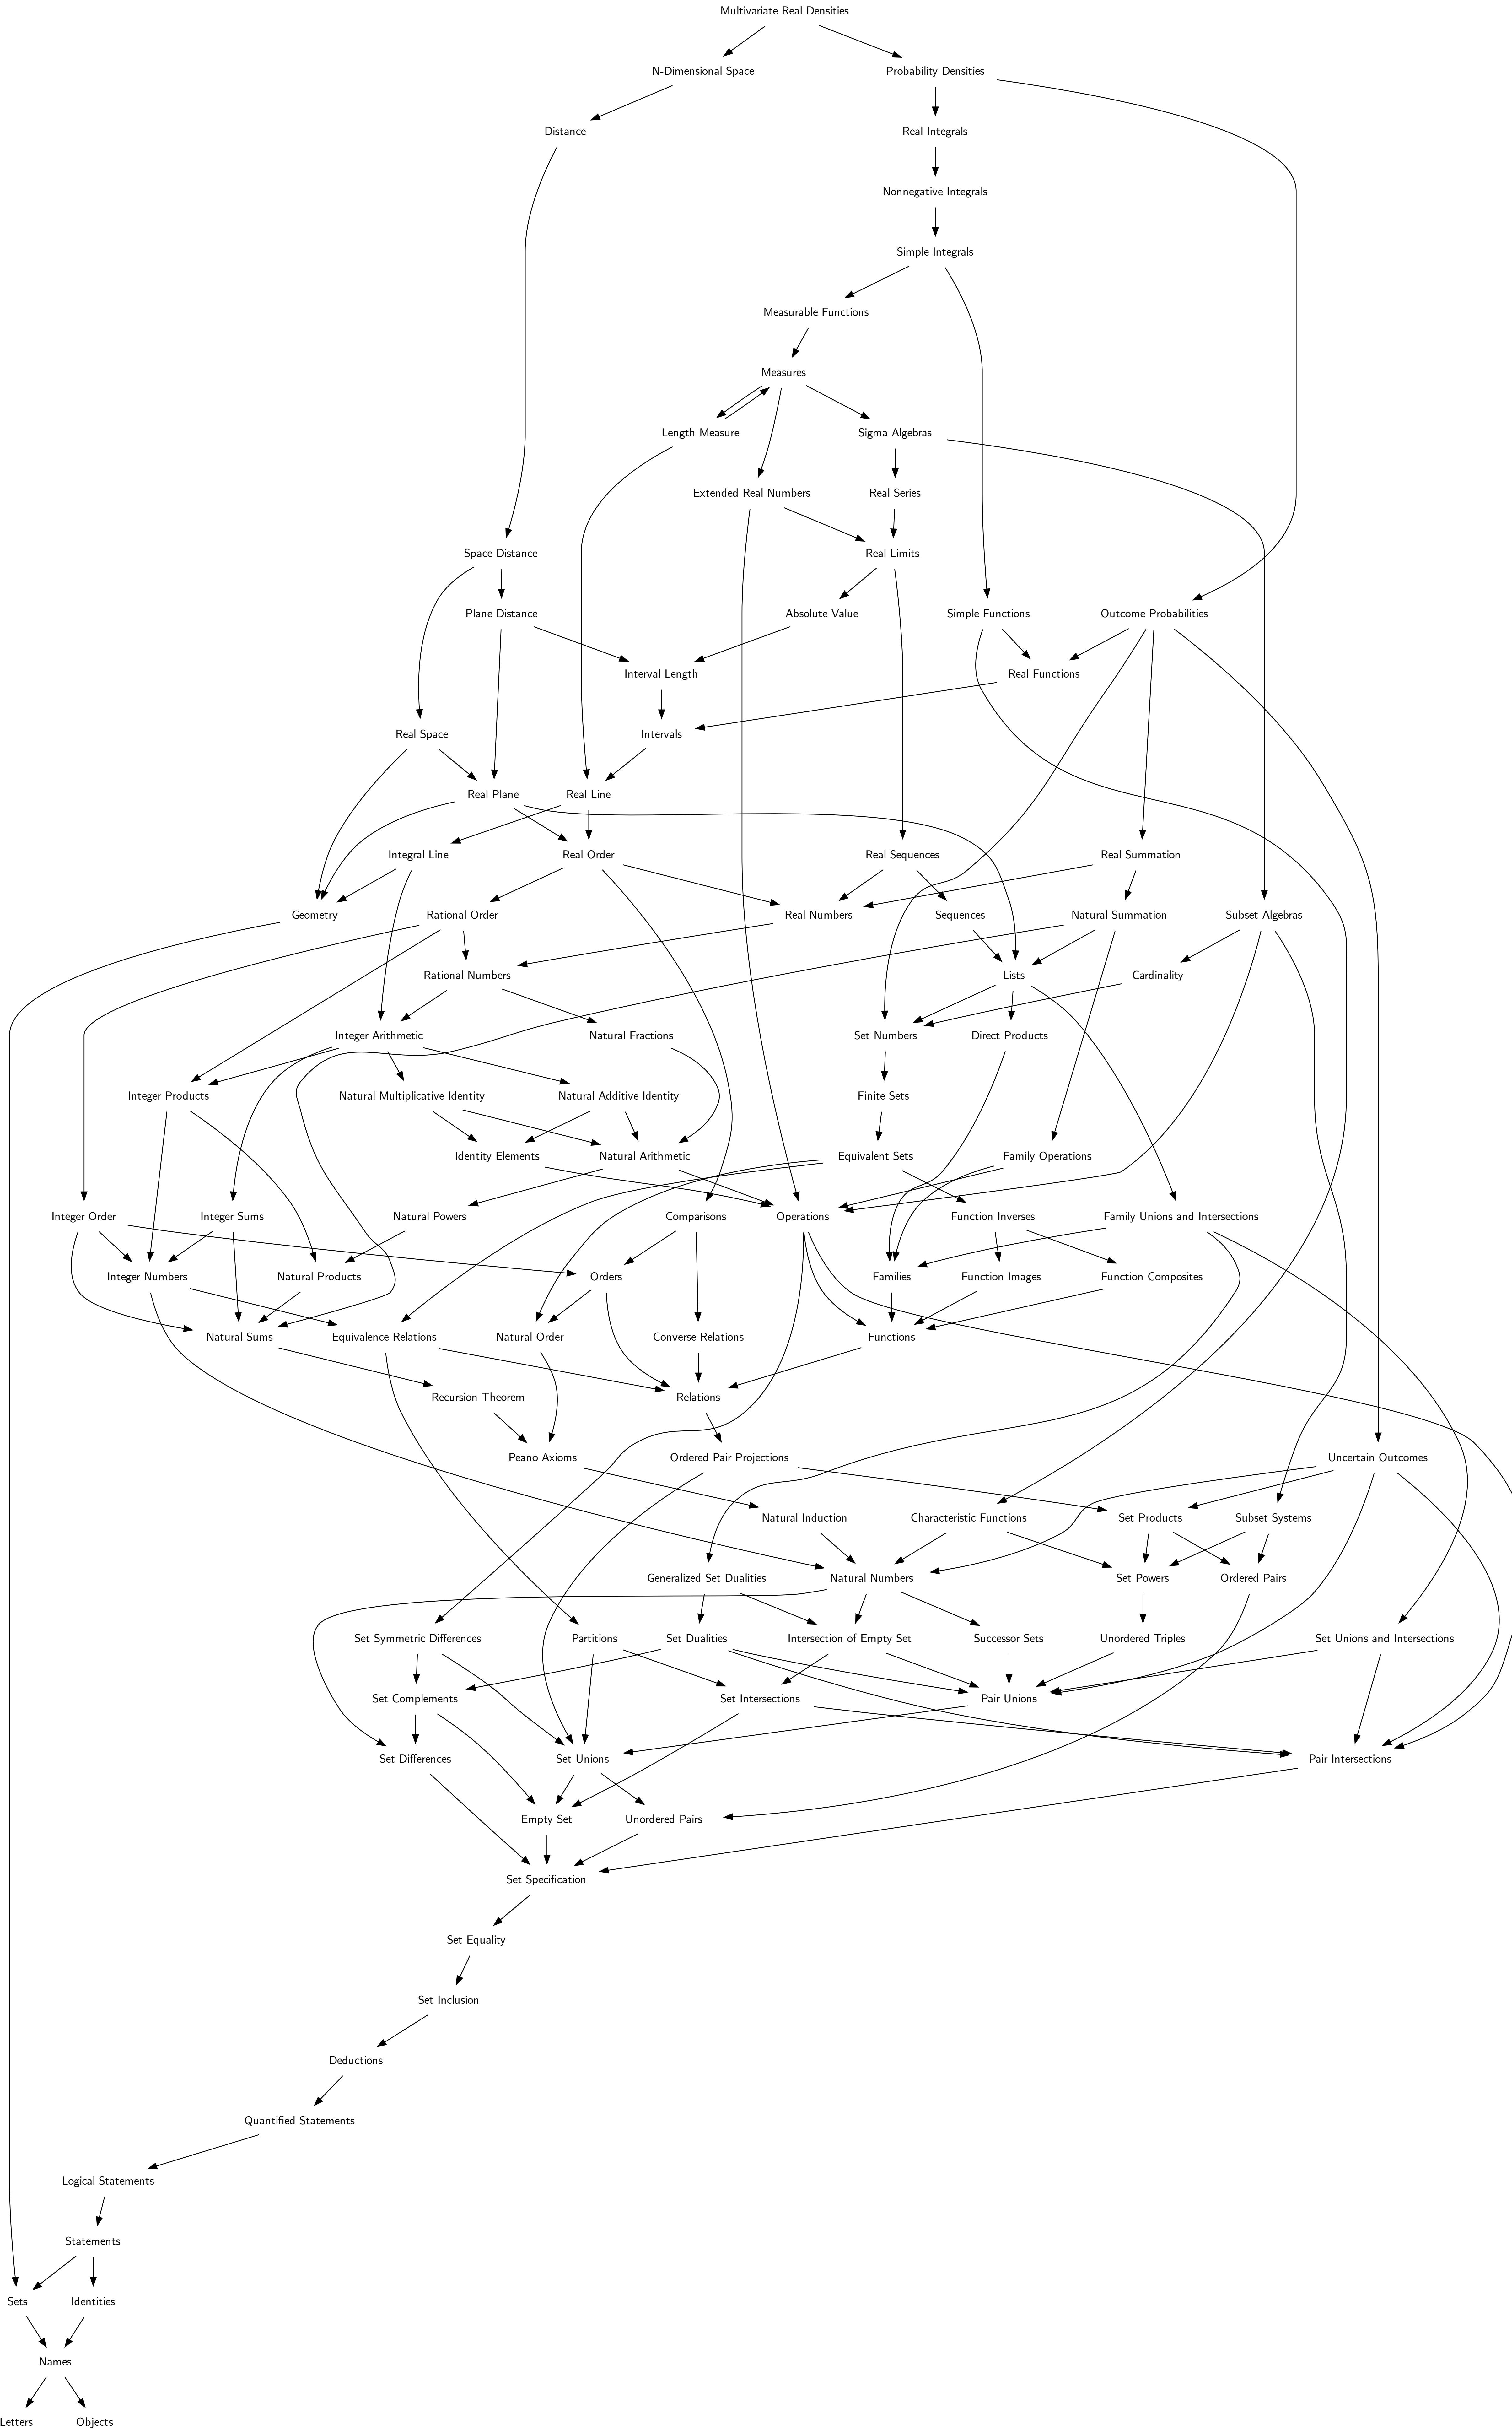 Multivariate Real Densities
N-Dimensional Space
Probability Densities
Distance
Real Integrals
Nonnegative Integrals
Simple Integrals
Measurable Functions
Measures
Length Measure
Sigma Algebras
Extended Real Numbers
Real Series
Space Distance
Real Limits
Plane Distance
Absolute Value
Simple Functions
Outcome Probabilities
Interval Length
Real Functions
Real Space
Intervals
Real Plane
Real Line
Integral Line
Real Order
Real Sequences
Real Summation
Geometry
Rational Order
Real Numbers
Sequences
Natural Summation
Subset Algebras
Rational Numbers
Lists
Cardinality
Integer Arithmetic
Natural Fractions
Set Numbers
Direct Products
Integer Products
Natural Multiplicative Identity
Natural Additive Identity
Finite Sets
Identity Elements
Natural Arithmetic
Equivalent Sets
Family Operations
Integer Order
Integer Sums
Natural Powers
Comparisons
Operations
Function Inverses
Family Unions and Intersections
Integer Numbers
Natural Products
Orders
Families
Function Images
Function Composites
Natural Sums
Equivalence Relations
Natural Order
Converse Relations
Functions
Recursion Theorem
Relations
Peano Axioms
Ordered Pair Projections
Uncertain Outcomes
Natural Induction
Characteristic Functions
Set Products
Subset Systems
Generalized Set Dualities
Natural Numbers
Set Powers
Ordered Pairs
Set Symmetric Differences
Partitions
Set Dualities
Intersection of Empty Set
Successor Sets
Unordered Triples
Set Unions and Intersections
Set Complements
Set Intersections
Pair Unions
Set Differences
Set Unions
Pair Intersections
Empty Set
Unordered Pairs
Set Specification
Set Equality
Set Inclusion
Deductions
Quantified Statements
Logical Statements
Statements
Sets
Identities
Names
Letters
Objects